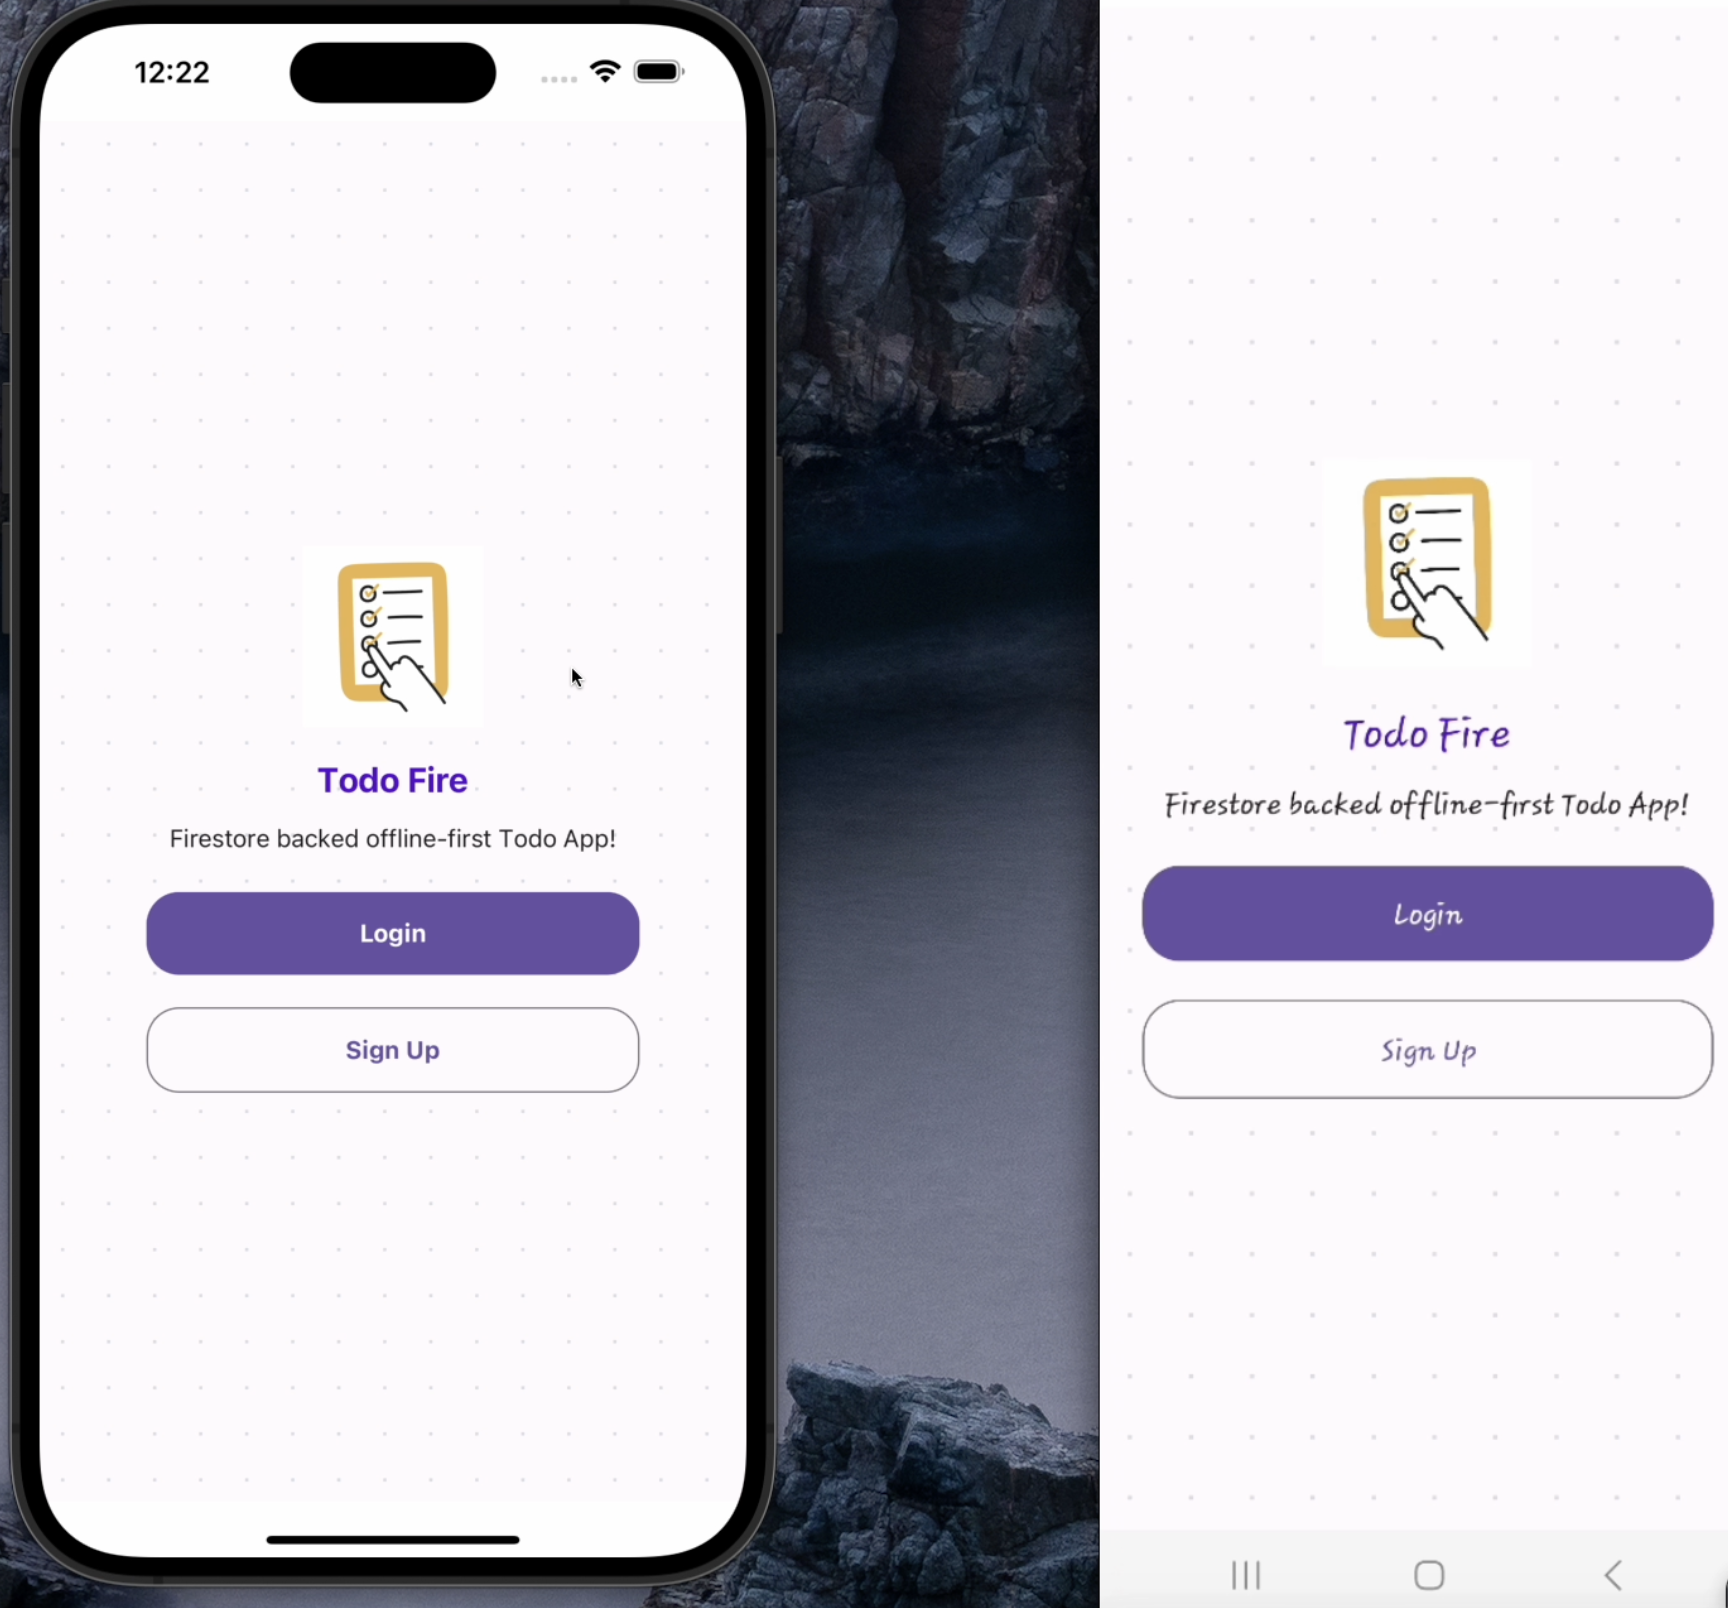 12:22
Todo Fire
Firestore backed offline-first Todo App!
Login
Sign Up
Todo Fire
Firestore backed offline-first Todo App!
Login
Sign Up